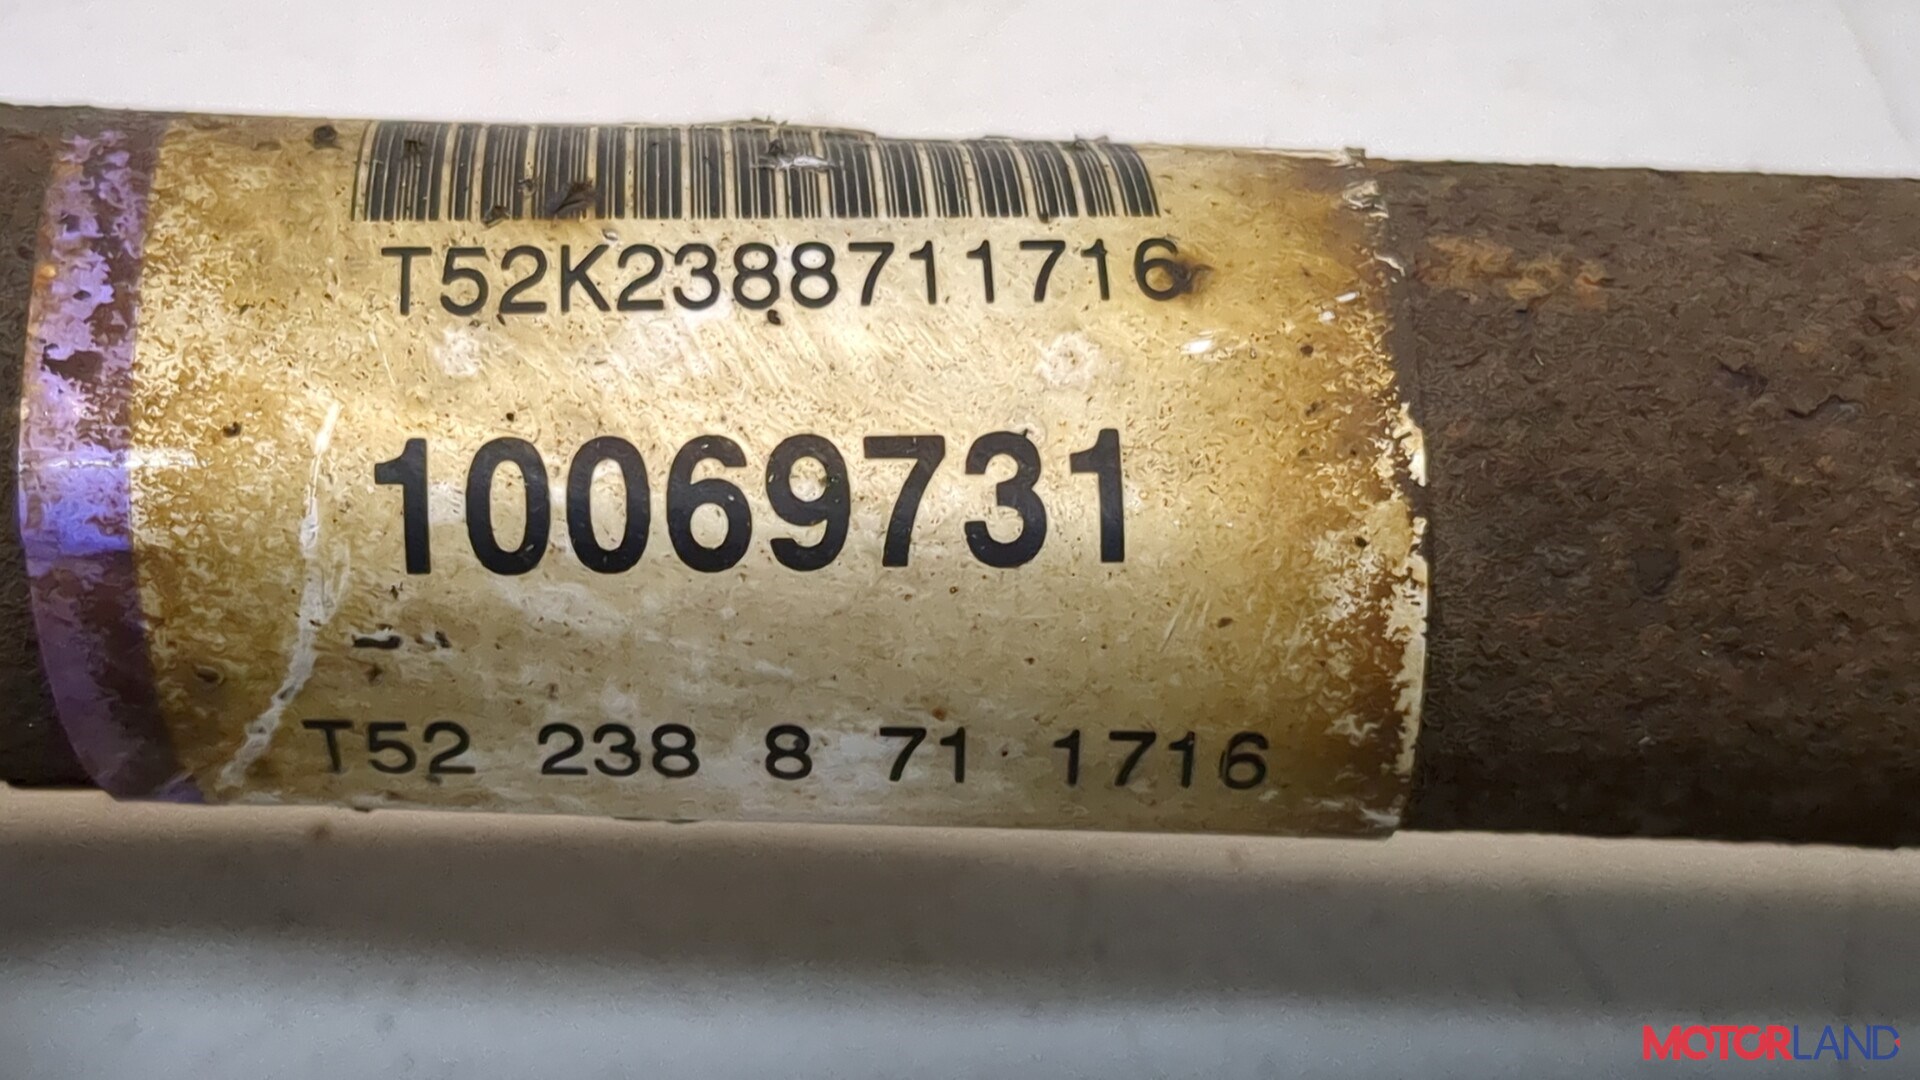 T52K2388711716
10069731
T52 238 8 71 1716
MOTORLAND